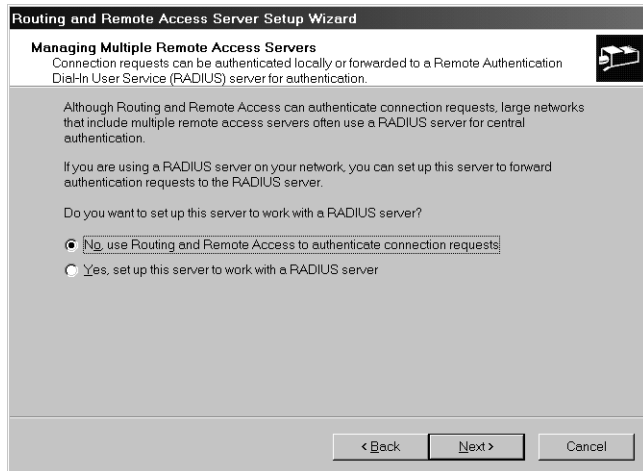 Routing and Remote Access Server Setup Wizard
Managing Multiple Remote Access Servers
Connection requests can be authenticated locally or forwarded to a Remote Authentication
Dial-In User Service (RADIUS) server for authentication.
Although Routing and Remote Access can authenticate connection requests, large networks
that include multiple remote access servers often use a RADIUS server for central
authentication.
If you are using a RADIUS server on your network, you can set up this server to forward
authentication requests to the RADIUS server.
Do you want to set up this server to work with a RADIUS server?
No, use Routing and Remote Access to authenticate connection requests
Yes, set up this server to work with a RADIUS server
< Back Next > Cancel